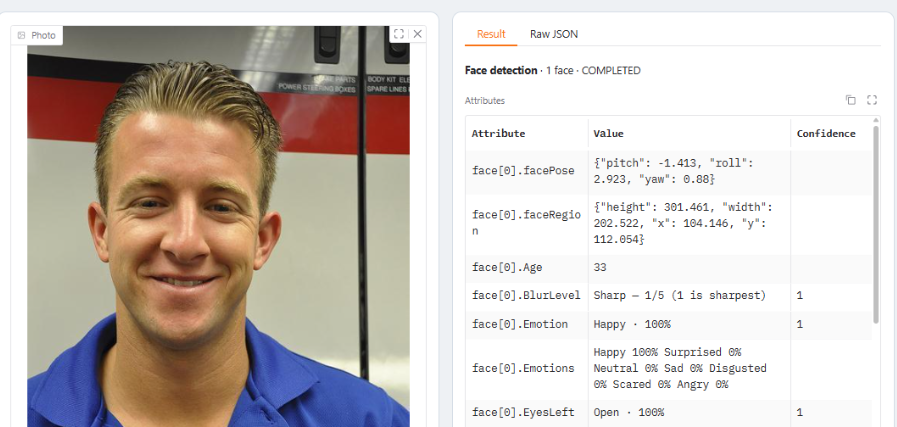 Photo
PARTS
POWER STEERING BOXES
BODY KIT ELE
SPARE LINES
Result
Raw JSON
Face detection · 1 face · COMPLETED
Attributes
Attribute
Value
Confidence
face[0].facePose
{"pitch": -1.413, "roll":
2.923, "yaw": 0.88}
face[0].faceRegio
n
{"height": 301.461, "width":
202.522, "x": 104.146, "y":
112.054}
face[0].Age
33
face[0].BlurLevel
Sharp — 1/5 (1 is sharpest)
1
face[0].Emotion
Happy · 100%
1
face[0].Emotions
Happy 100% Surprised 0%
Neutral 0% Sad 0% Disgusted
0% Scared 0% Angry 0%
face[0].EyesLeft
Open · 100%
1